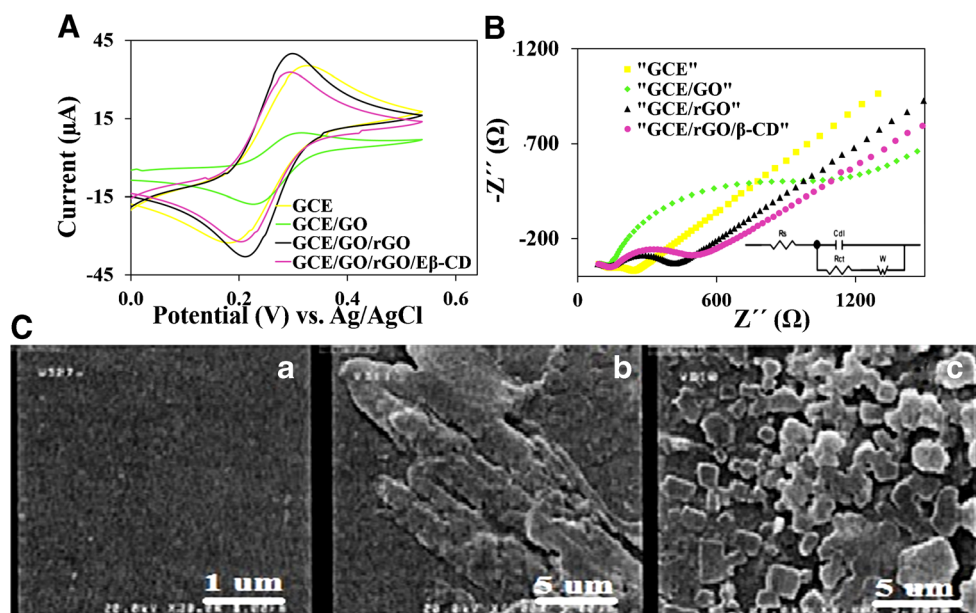 A
45
15
-15
-45
Current (µA)
0.0 0.2 0.4 0.6
Potential (V) vs. Ag/AgCl
GCE
GCE/GO
GCE/GO/rGO
GCE/GO/rGO/Eβ-CD
B
-1200
-700
-200
-Z´´ (Ω)
0 600 1200
Z´´ (Ω)
"GCE"
"GCE/GO"
"GCE/rGO"
"GCE/rGO/β-CD"
Rs
Cdl
Rct
W
C
a
1 um
b
5 um
c
5 um